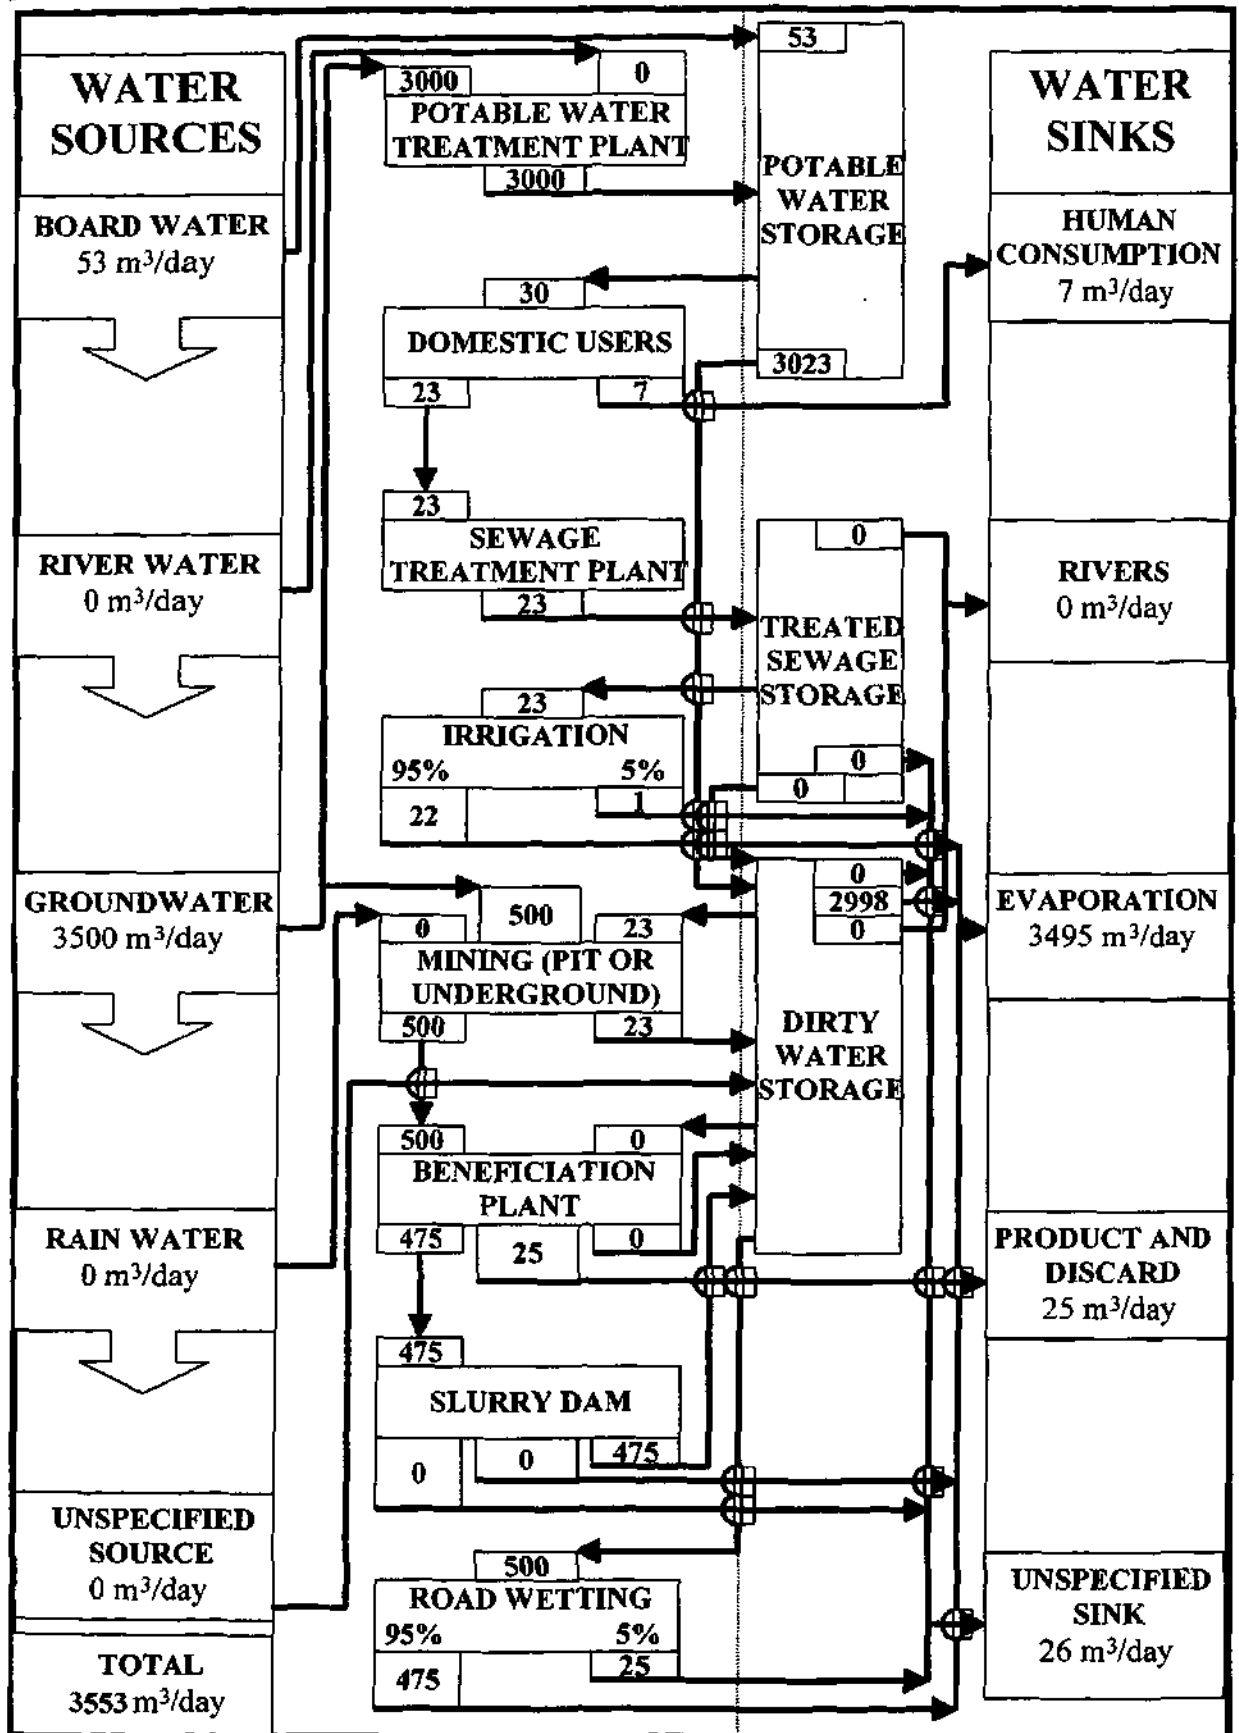 WATER
SOURCES
BOARD WATER
53 m³/day
RIVER WATER
0 m³/day
GROUNDWATER
3500 m³/day
RAIN WATER
0 m³/day
UNSPECIFIED
SOURCE
0 m³/day
TOTAL
3553 m³/day
3000
0
POTABLE WATER
TREATMENT PLANT
3000
30
DOMESTIC USERS
23
7
23
SEWAGE
TREATMENT PLANT
23
23
IRRIGATION
95%
5%
22
1
0
500
23
MINING (PIT OR
UNDERGROUND)
500
23
500
0
BENEFICIATION
PLANT
475
25
0
475
SLURRY DAM
0
0
475
500
ROAD WETTING
95%
5%
475
25
53
POTABLE
WATER
STORAGE
3023
0
TREATED
SEWAGE
STORAGE
0
0
0
2998
0
DIRTY
WATER
STORAGE
WATER
SINKS
HUMAN
CONSUMPTION
7 m³/day
RIVERS
0 m³/day
EVAPORATION
3495 m³/day
PRODUCT AND
DISCARD
25 m³/day
UNSPECIFIED
SINK
26 m³/day